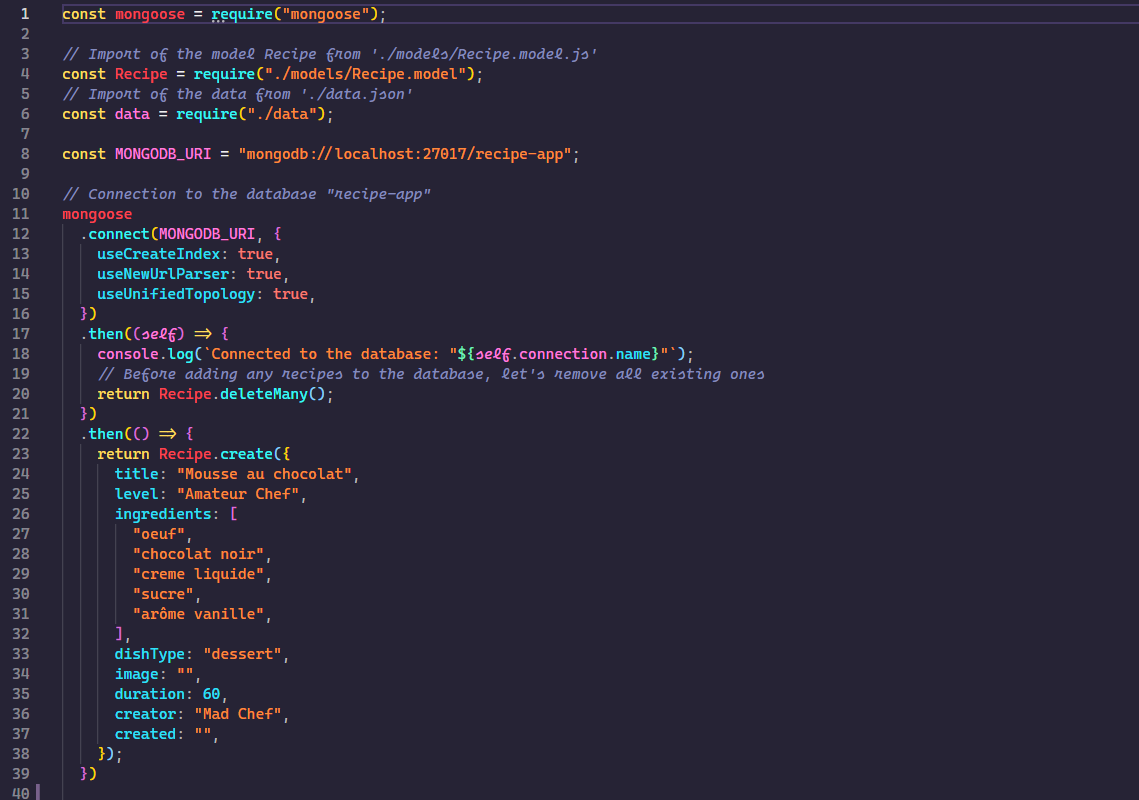 1 const mongoose = require("mongoose");
2
3 // Import of the model Recipe from './models/Recipe.model.js'
4 const Recipe = require("./models/Recipe.model");
5 // Import of the data from './data.json'
6 const data = require("./data");
7
8 const MONGODB_URI = "mongodb://localhost:27017/recipe-app";
9
10 // Connection to the database "recipe-app"
11 mongoose
12   .connect(MONGODB_URI, {
13     useCreateIndex: true,
14     useNewUrlParser: true,
15     useUnifiedTopology: true,
16   })
17   .then((self) => {
18     console.log(`Connected to the database: "${self.connection.name}"`);
19     // Before adding any recipes to the database, let's remove all existing ones
20     return Recipe.deleteMany();
21   })
22   .then(() => {
23     return Recipe.create({
24       title: "Mousse au chocolat",
25       level: "Amateur Chef",
26       ingredients: [
27         "oeuf",
28         "chocolat noir",
29         "creme liquide",
30         "sucre",
31         "arôme vanille",
32       ],
33       dishType: "dessert",
34       image: "",
35       duration: 60,
36       creator: "Mad Chef",
37       created: "",
38     });
39   })
40